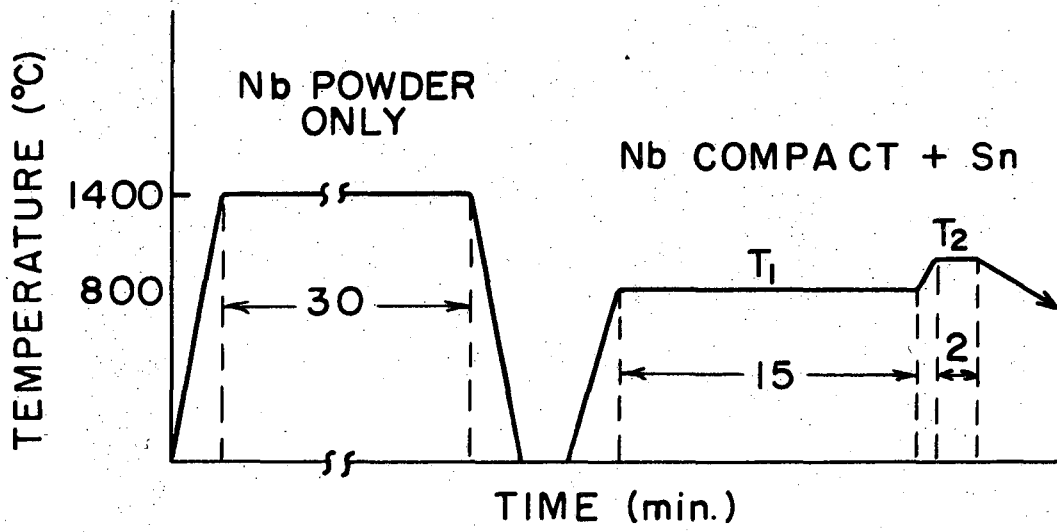 TEMPERATURE (°C)
Nb POWDER
ONLY
Nb COMPACT + Sn
1400
800
T1
T2
30
15
2
TIME (min.)